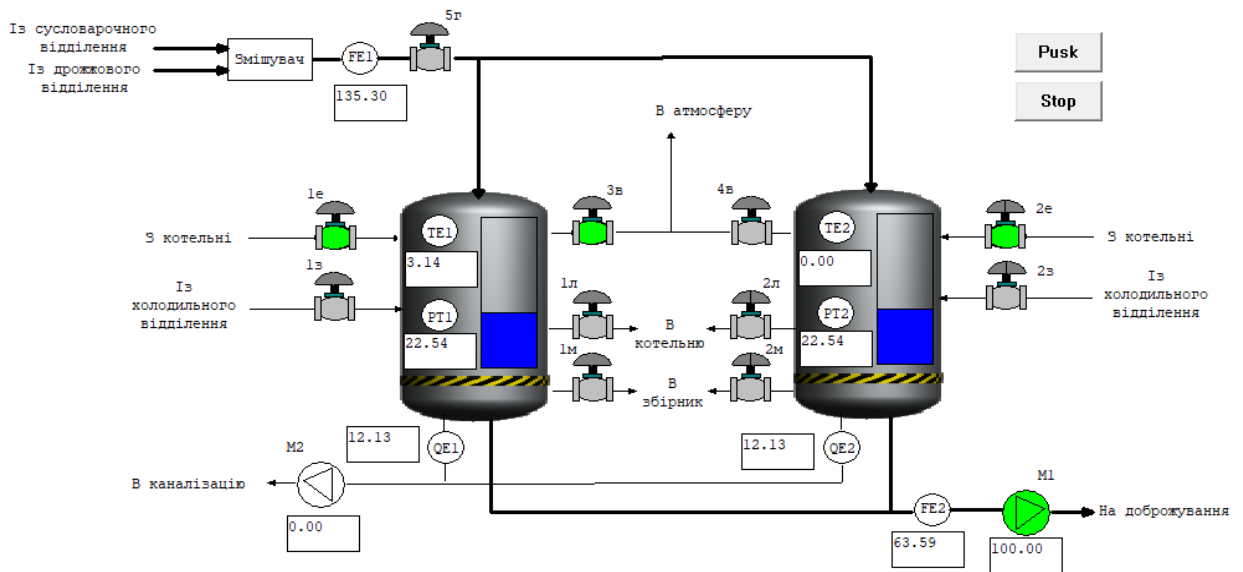 Із сусловарочного
відділення
Із дрожкового
відділення
Змішувач
FE1
135.30
5г
Pusk
Stop
В атмосферу
1е
3в
4в
2е
З котельні
TE1
3.14
TE2
0.00
З котельні
1з
2з
Із
холодильного
відділення
PT1
22.54
1л
2л
В
котельню
PT2
22.54
Із
холодильного
відділення
1м
2м
В
збірник
12.13
QE1
12.13
QE2
М2
В каналізацію
0.00
FE2
63.59
М1
100.00
На доброжування